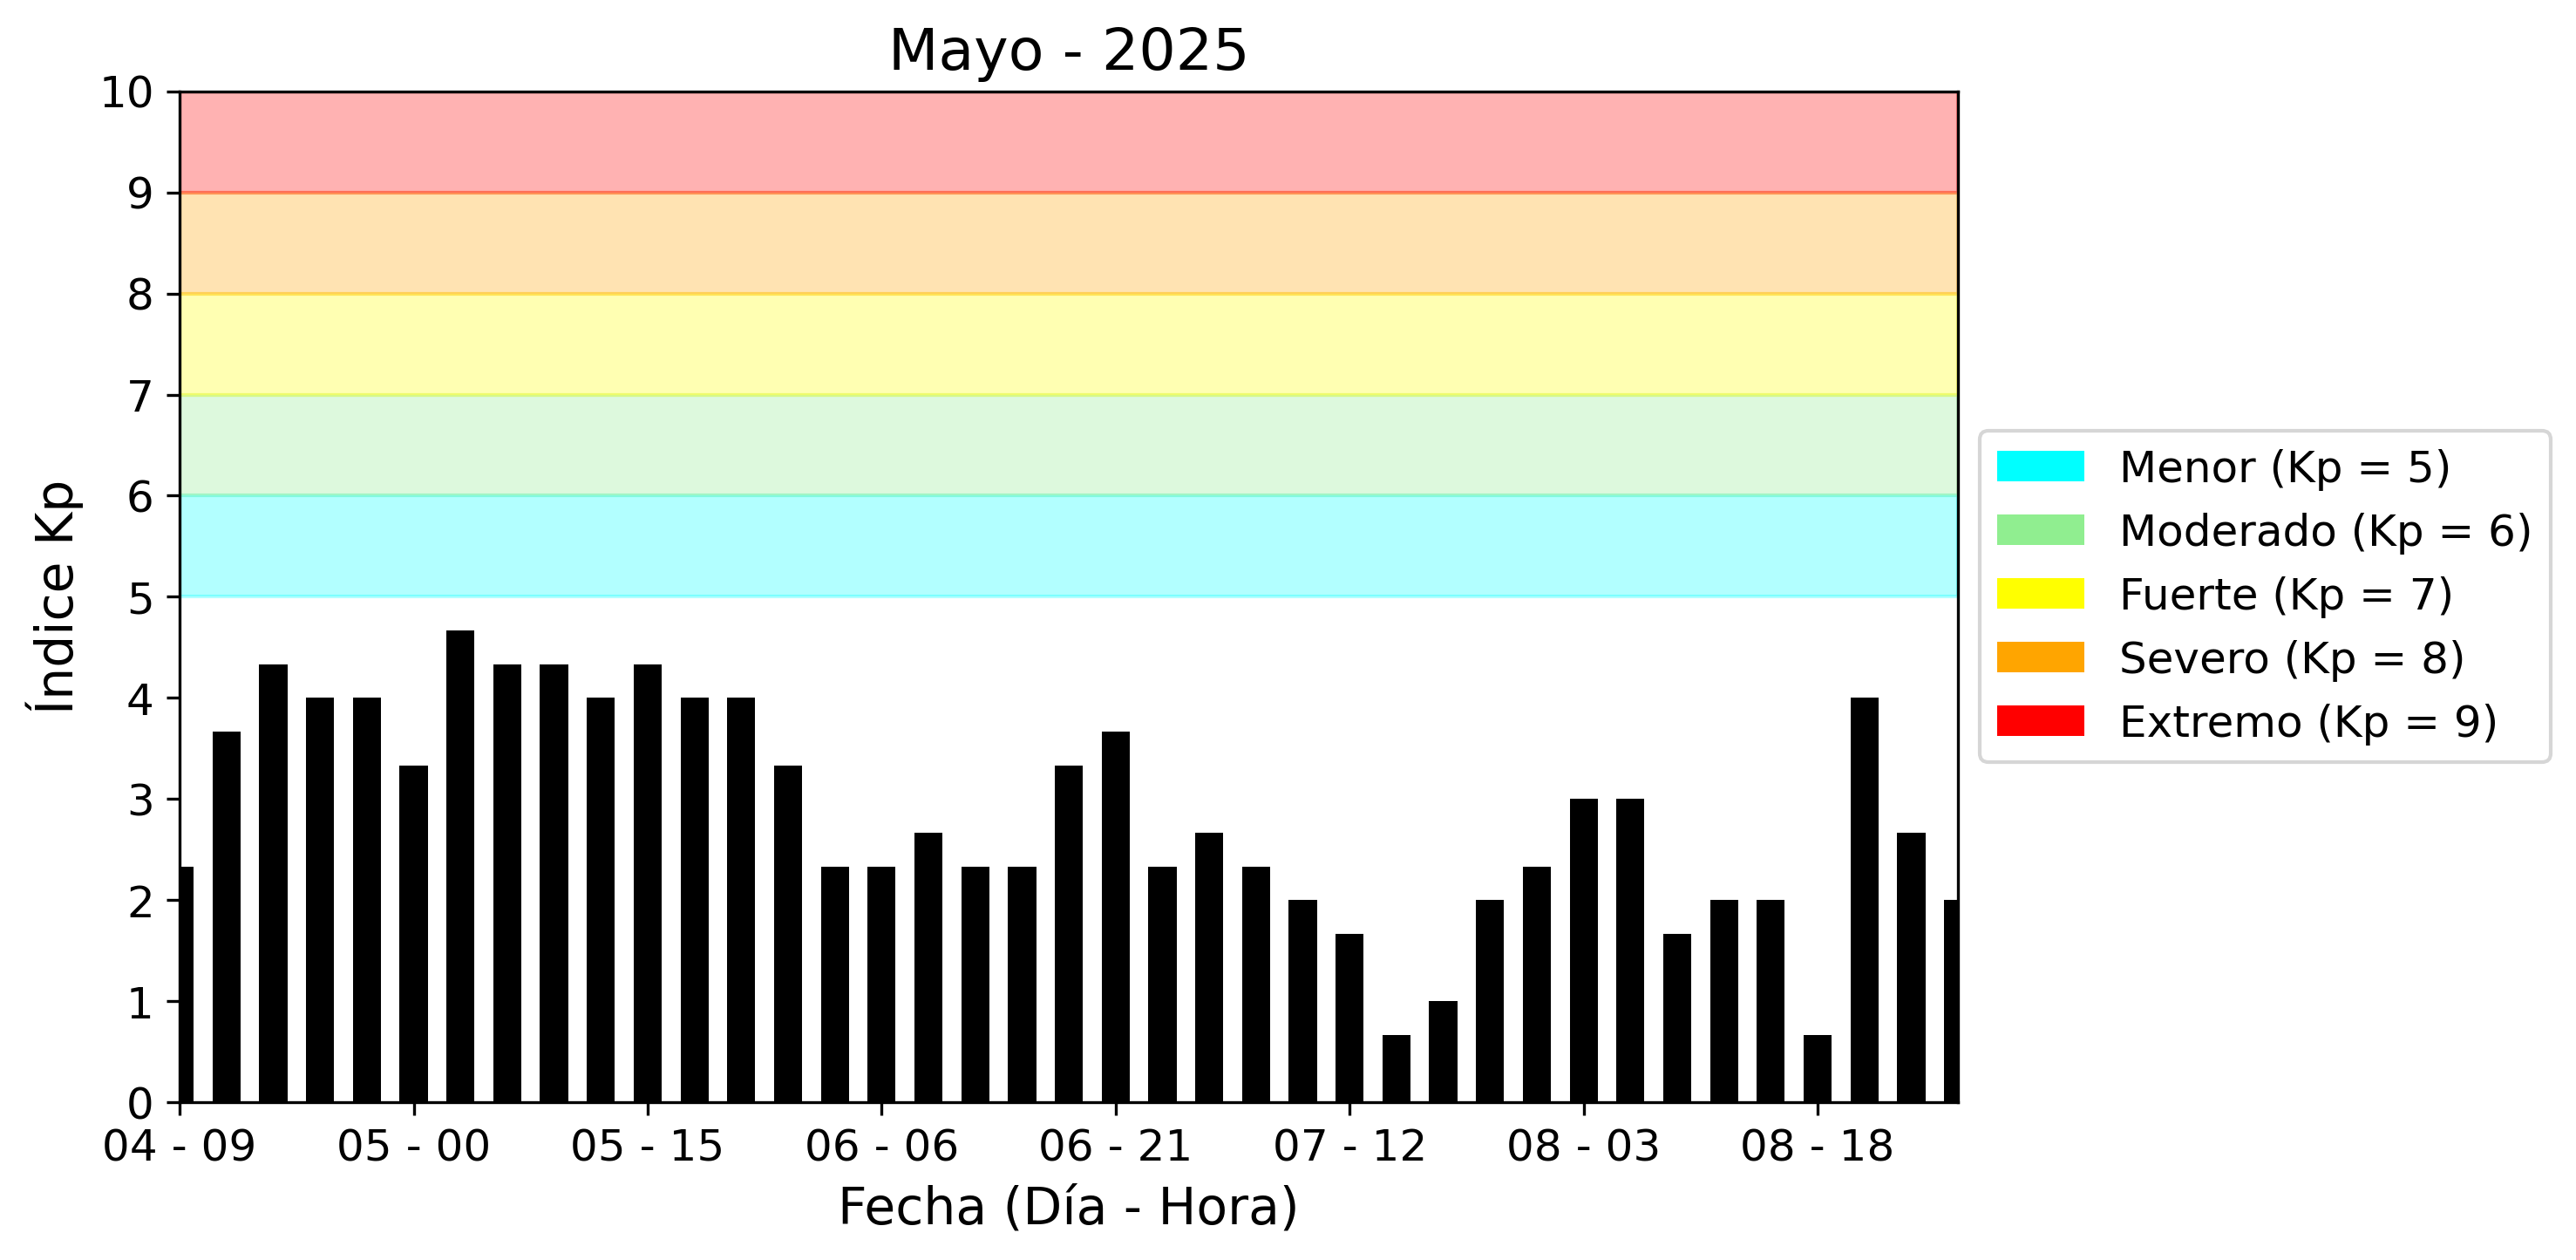 Mayo - 2025
10
9
8
7
6
5
4
3
2
1
0
Índice Kp
04 - 09
05 - 00
05 - 15
06 - 06
06 - 21
07 - 12
08 - 03
08 - 18
Fecha (Día - Hora)
Menor (Kp = 5)
Moderado (Kp = 6)
Fuerte (Kp = 7)
Severo (Kp = 8)
Extremo (Kp = 9)